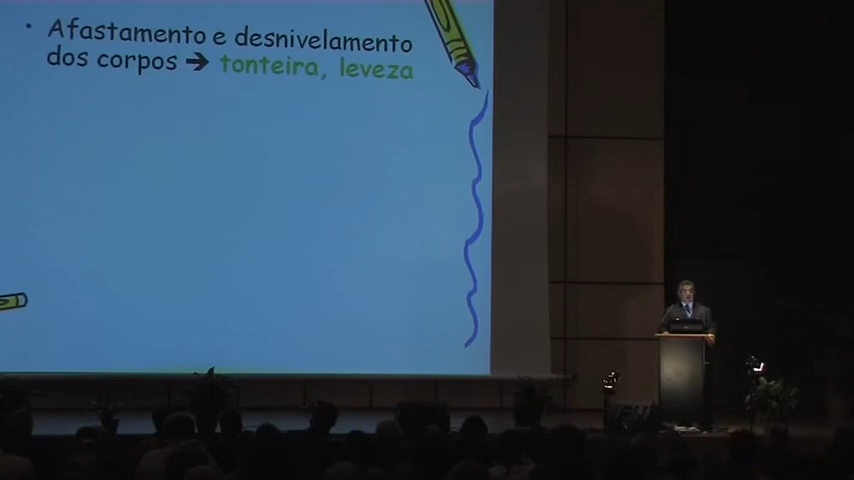 • Afastamento e desnivelamento
dos corpos ➔ tonteira, leveza